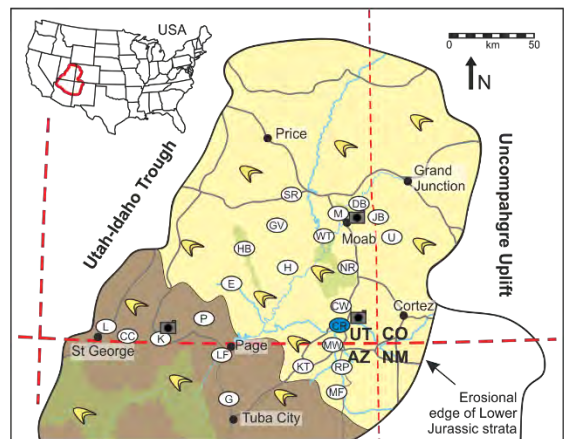 USA
0
50
km
N
Utah-Idaho Trough
Uncompahgre Uplift
Price
Grand
Junction
SR
DB
M
JB
GV
WT
Moab
U
HB
H
NR
E
CW
Cortez
P
CR
L
CC
K
UT
CO
St George
Page
LF
MW
AZ
NM
KT
RP
G
MF
Tuba City
Erosional
edge of Lower
Jurassic strata